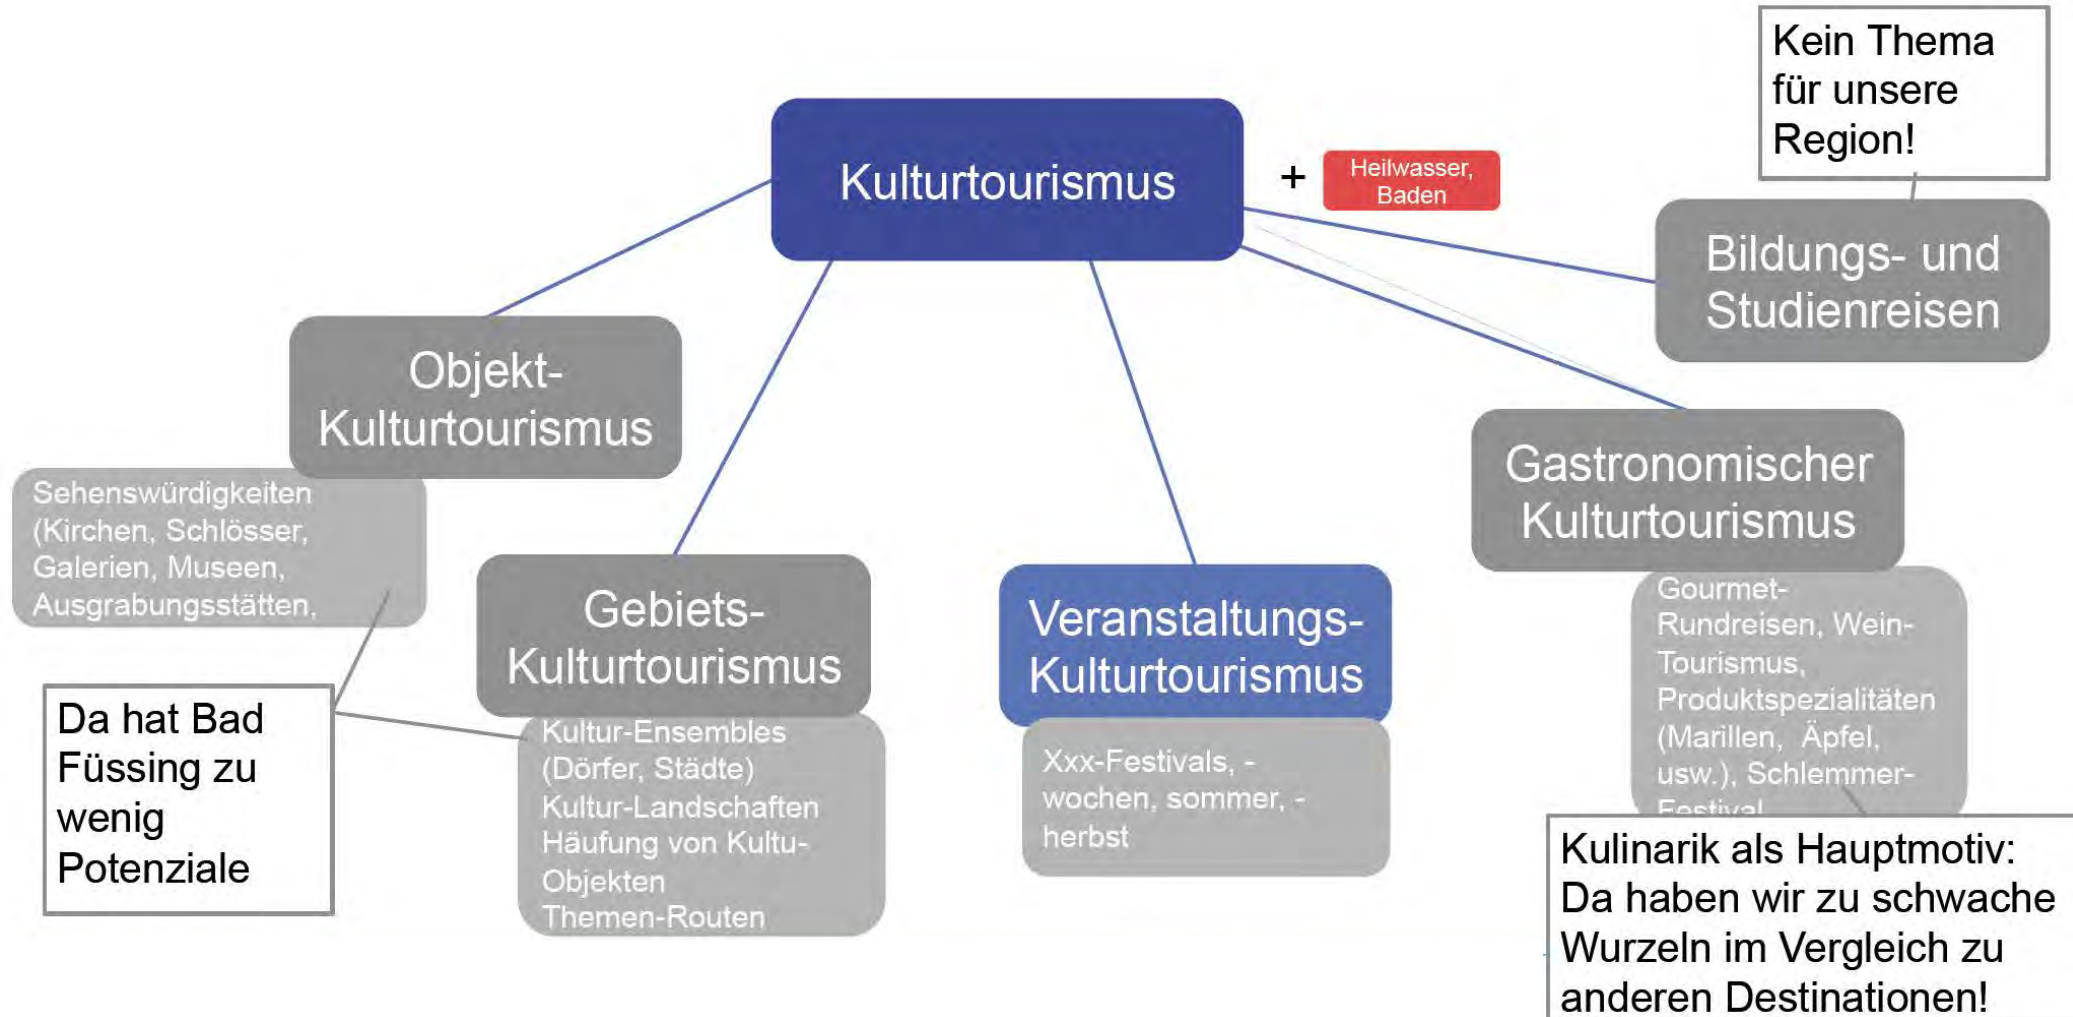 Kein Thema
für unsere
Region!
Kulturtourismus
+
Heilwasser,
Baden
Bildungs- und
Studienreisen
Objekt-
Kulturtourismus
Sehenswürdigkeiten
(Kirchen, Schlösser,
Galerien, Museen,
Ausgrabungsstätten,
Da hat Bad
Füssing zu
wenig
Potenziale
Gebiets-
Kulturtourismus
Kultur-Ensembles
(Dörfer, Städte)
Kultur-Landschaften
Häufung von Kultu-
Objekten
Themen-Routen
Veranstaltungs-
Kulturtourismus
Xxx-Festivals, -
wochen, sommer, -
herbst
Gastronomischer
Kulturtourismus
Gourmet-
Rundreisen, Wein-
Tourismus,
Produktspezialitäten
(Marillen, Äpfel,
usw.), Schlemmer-
Festival
Kulinarik als Hauptmotiv:
Da haben wir zu schwache
Wurzeln im Vergleich zu
anderen Destinationen!